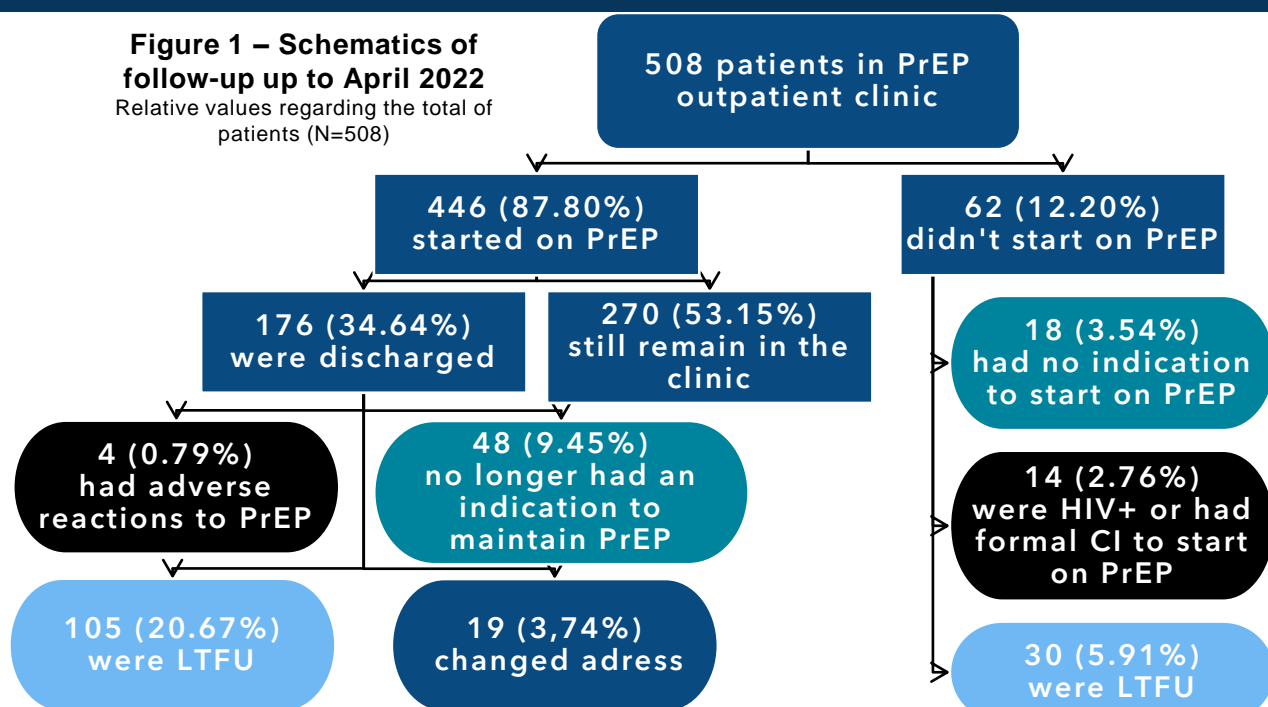 Figure 1 – Schematics of
follow-up up to April 2022
Relative values regarding the total of
patients (N=508)
508 patients in PrEP
outpatient clinic
446 (87.80%)
started on PrEP
62 (12.20%)
didn't start on PrEP
176 (34.64%)
were discharged
270 (53.15%)
still remain in the
clinic
18 (3.54%)
had no indication
to start on PrEP
4 (0.79%)
had adverse
reactions to PrEP
48 (9.45%)
no longer had an
indication to
maintain PrEP
14 (2.76%)
were HIV+ or had
formal CI to start
on PrEP
105 (20.67%)
were LTFU
19 (3,74%)
changed adress
30 (5.91%)
were LTFU